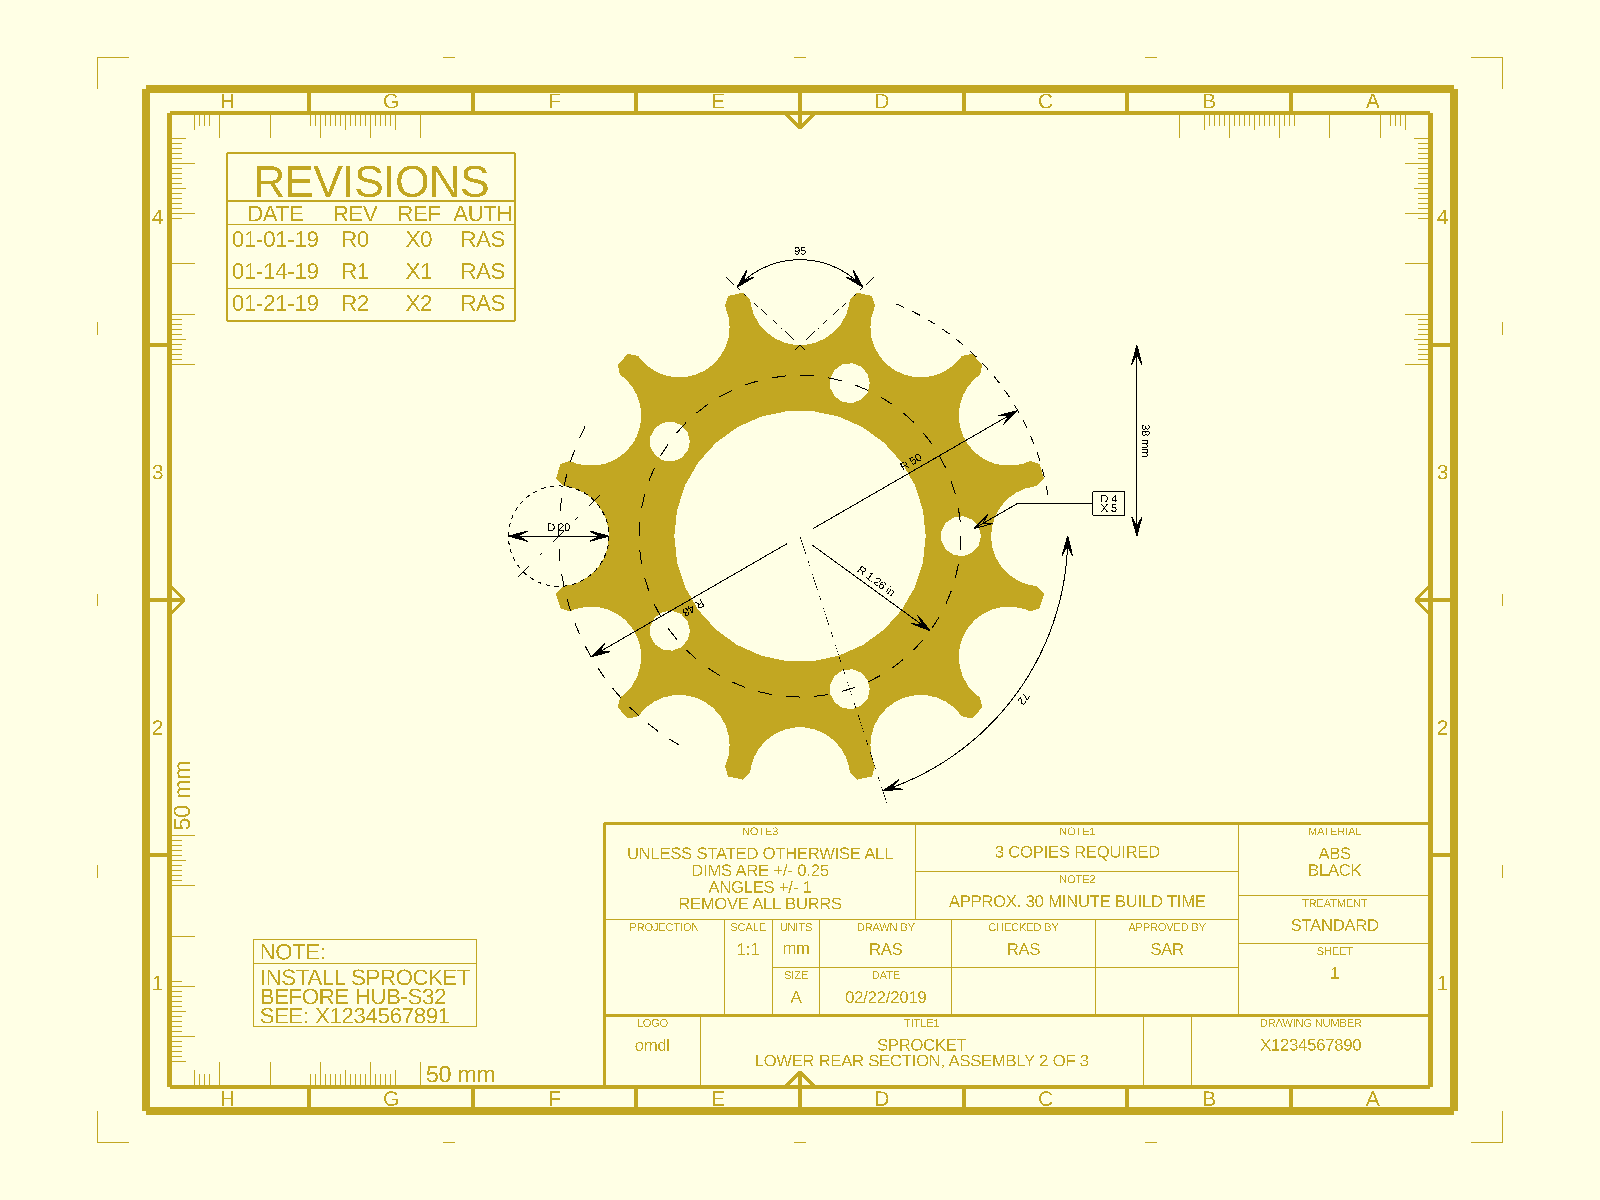 H G F E D C B A
REVISIONS
DATE REV REF AUTH
01-01-19 R0 X0 RAS
01-14-19 R1 X1 RAS
01-21-19 R2 X2 RAS
4 4
95
38 mm
R 50
3 3
D 4
X 5
D 20
R 1.26 in
R 48
72
2 2
50 mm
NOTE3
UNLESS STATED OTHERWISE ALL
DIMS ARE +/- 0.25
ANGLES +/- 1
REMOVE ALL BURRS
NOTE1
3 COPIES REQUIRED
NOTE2
APPROX. 30 MINUTE BUILD TIME
MATERIAL
ABS
BLACK
TREATMENT
STANDARD
SHEET
1
PROJECTION
SCALE
1:1
UNITS
mm
DRAWN BY
RAS
CHECKED BY
RAS
APPROVED BY
SAR
SIZE
A
DATE
02/22/2019
NOTE:
INSTALL SPROCKET
BEFORE HUB-S32
SEE: X1234567891
1 1
LOGO
omdl
TITLE1
SPROCKET
LOWER REAR SECTION, ASSEMBLY 2 OF 3
DRAWING NUMBER
X1234567890
50 mm
H G F E D C B A